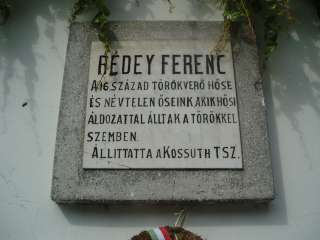 RÉDEY FERENC
A 16. SZÁZAD TÖRÖKVERŐ HŐSE
ÉS NÉVTELEN ŐSEINK AKIK HŐSI
ÁLDOZATTAL ÁLLTAK A TÖRÖKKEL
SZEMBEN.
ÁLLITTATTA A KOSSUTH TSZ.